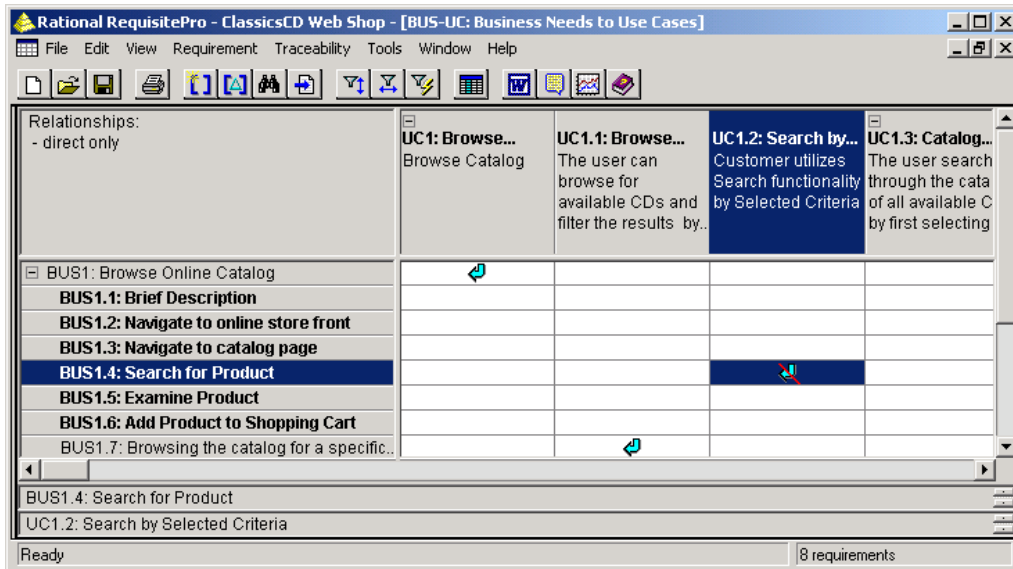 Rational RequisitePro - ClassicsCD Web Shop - [BUS-UC: Business Needs to Use Cases]
File Edit View Requirement Traceability Tools Window Help
Relationships:
- direct only
UC1: Browse...
Browse Catalog
UC1.1: Browse...
The user can
browse for
available CDs and
filter the results by..
UC1.2: Search by...
Customer utilizes
Search functionality
by Selected Criteria
UC1.3: Catalog...
The user search
through the cata
of all available C
by first selecting
BUS1: Browse Online Catalog
BUS1.1: Brief Description
BUS1.2: Navigate to online store front
BUS1.3: Navigate to catalog page
BUS1.4: Search for Product
BUS1.5: Examine Product
BUS1.6: Add Product to Shopping Cart
BUS1.7: Browsing the catalog for a specific..
BUS1.4: Search for Product
UC1.2: Search by Selected Criteria
Ready 8 requirements